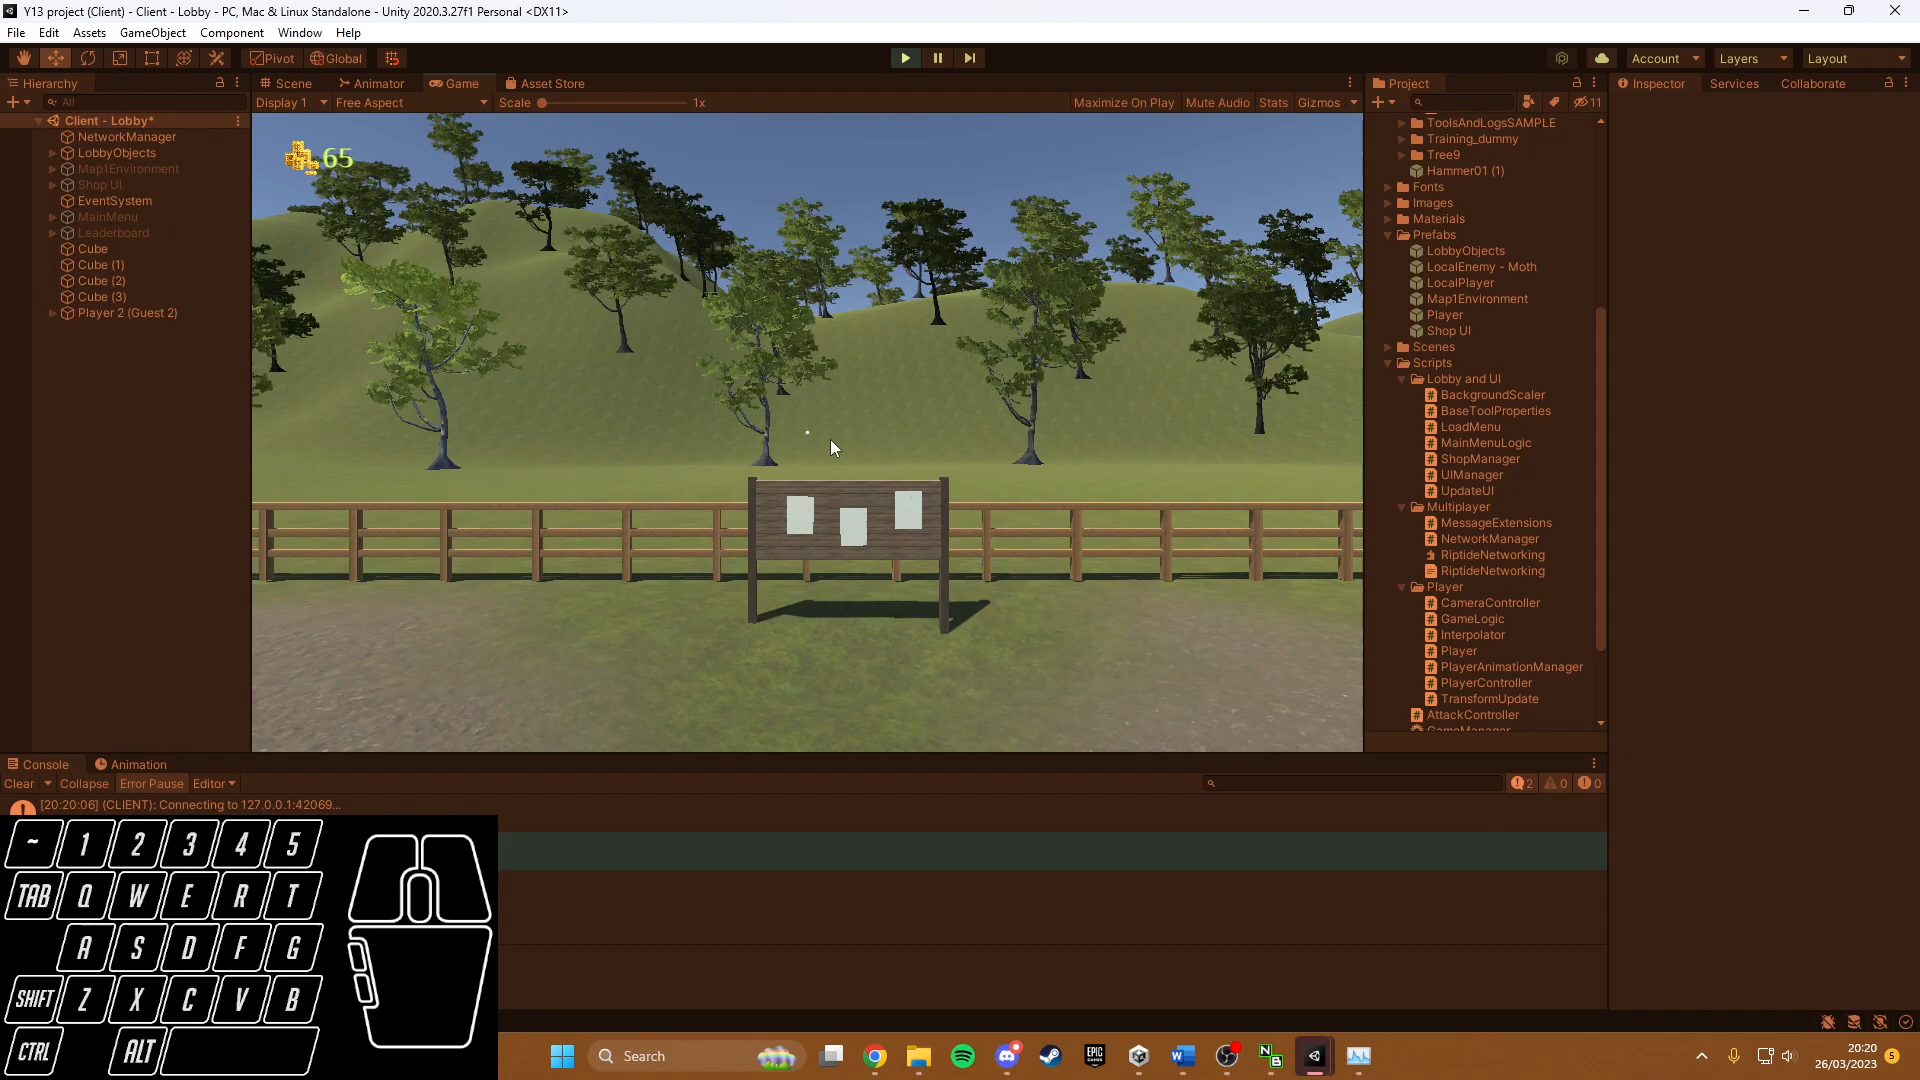 Y13 project (Client) - Client - Lobby - PC, Mac & Linux Standalone - Unity 2020.3.27f1 Personal <DX11>
File Edit Assets GameObject Component Window Help
Pivot Global Account Layers Layout
Hierarchy
All
Client - Lobby*
NetworkManager
LobbyObjects
Map1Environment
Shop UI
EventSystem
MainMenu
Leaderboard
Cube
Cube (1)
Cube (2)
Cube (3)
Player 2 (Guest 2)
Scene Animator Game Asset Store
Display 1 Free Aspect Scale 1x Maximize On Play Mute Audio Stats Gizmos
65
Project
11
ToolsAndLogsSAMPLE
Training_dummy
Tree9
Hammer01 (1)
Fonts
Images
Materials
Prefabs
LobbyObjects
LocalEnemy - Moth
LocalPlayer
Map1Environment
Player
Shop UI
Scenes
Scripts
Lobby and UI
BackgroundScaler
BaseToolProperties
LoadMenu
MainMenuLogic
ShopManager
UIManager
UpdateUI
Multiplayer
MessageExtensions
NetworkManager
RiptideNetworking
RiptideNetworking
Player
CameraController
GameLogic
Interpolator
Player
PlayerAnimationManager
PlayerController
TransformUpdate
AttackController
GameManager
Inspector Services Collaborate
Console Animation
Clear Collapse Error Pause Editor 2 0 0
[20:20:06] (CLIENT): Connecting to 127.0.0.1:42069...
~ 1 2 3 4 5
TAB Q W E R T
A S D F G
SHIFT Z X C V B
CTRL ALT
Search
EPIC GAMES
N B
20:20
26/03/2023
5